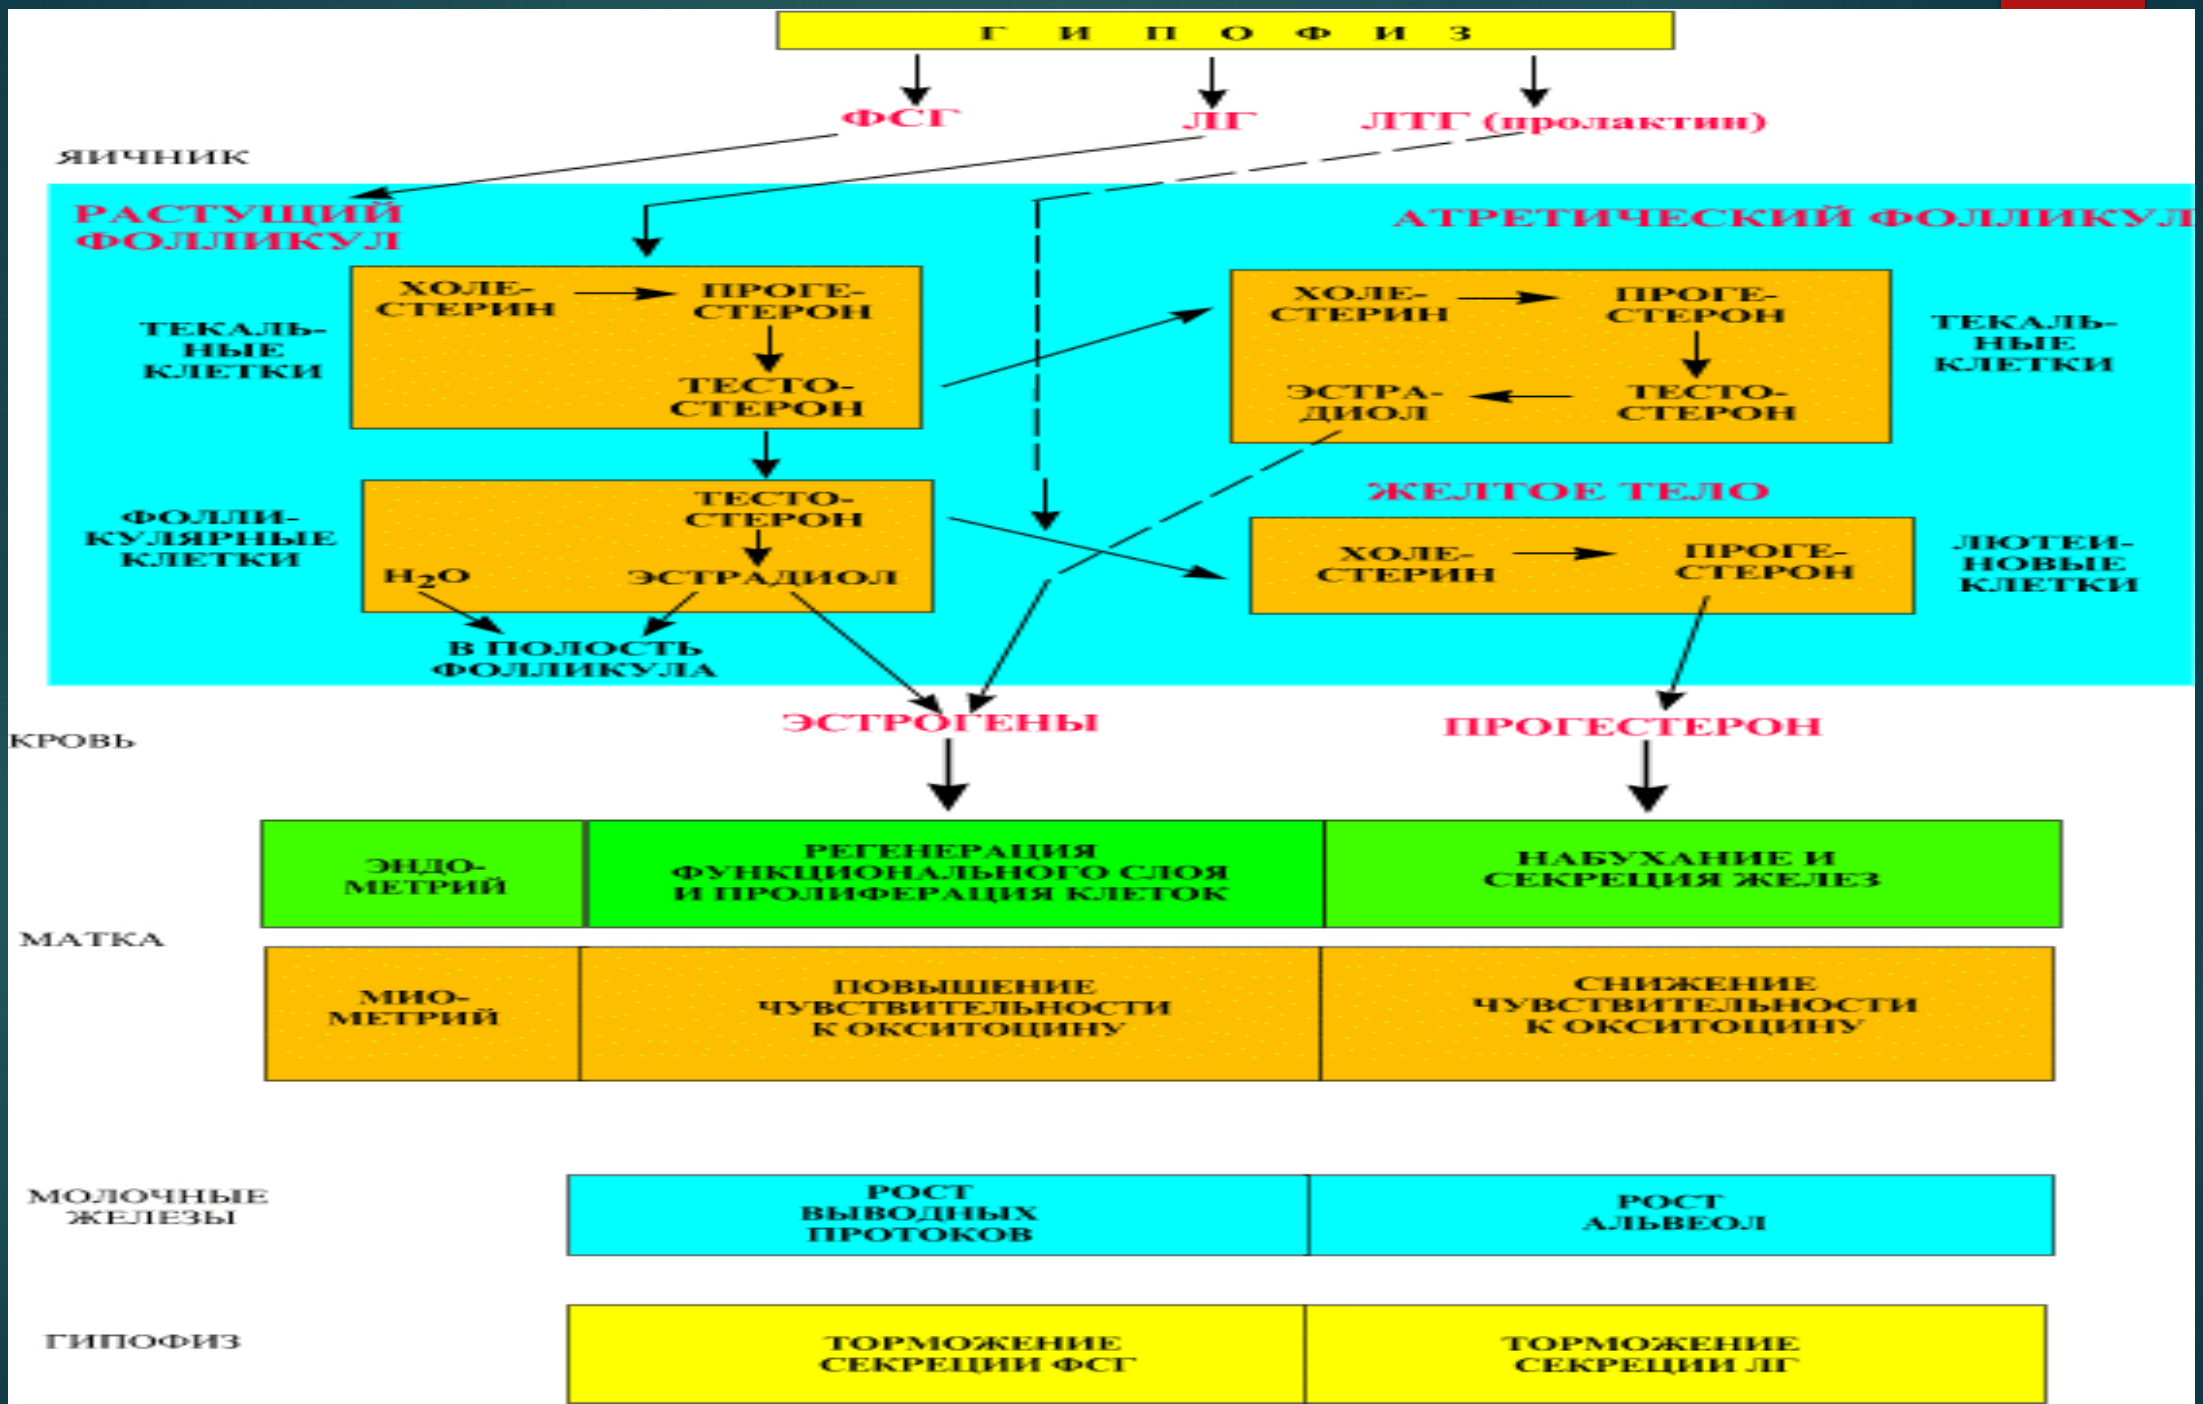 Г И П О Ф И З
ФСГ
ЛГ
ЛТГ (пролактин)
ЯИЧНИК
РАСТУЩИЙ
ФОЛЛИКУЛ
АТРЕТИЧЕСКИЙ ФОЛЛИКУЛ
ТЕКАЛЬ-
НЫЕ
КЛЕТКИ
ХОЛЕ-
СТЕРИН
ПРОГЕ-
СТЕРОН
ТЕСТО-
СТЕРОН
ХОЛЕ-
СТЕРИН
ПРОГЕ-
СТЕРОН
ЭСТРА-
ДИОЛ
ТЕСТО-
СТЕРОН
ТЕКАЛЬ-
НЫЕ
КЛЕТКИ
ФОЛЛИ-
КУЛЯРНЫЕ
КЛЕТКИ
ТЕСТО-
СТЕРОН
H2O
ЭСТРАДИОЛ
В ПОЛОСТЬ
ФОЛЛИКУЛА
ЖЕЛТОЕ ТЕЛО
ХОЛЕ-
СТЕРИН
ПРОГЕ-
СТЕРОН
ЛЮТЕИ-
НОВЫЕ
КЛЕТКИ
КРОВЬ
ЭСТРОГЕНЫ
ПРОГЕСТЕРОН
МАТКА
ЭНДО-
МЕТРИЙ
РЕГЕНЕРАЦИЯ
ФУНКЦИОНАЛЬНОГО СЛОЯ
И ПРОЛИФЕРАЦИЯ КЛЕТОК
НАБУХАНИЕ И
СЕКРЕЦИЯ ЖЕЛЕЗ
МИО-
МЕТРИЙ
ПОВЫШЕНИЕ
ЧУВСТВИТЕЛЬНОСТИ
К ОКСИТОЦИНУ
СНИЖЕНИЕ
ЧУВСТВИТЕЛЬНОСТИ
К ОКСИТОЦИНУ
МОЛОЧНЫЕ
ЖЕЛЕЗЫ
РОСТ
ВЫВОДНЫХ
ПРОТОКОВ
РОСТ
АЛЬВЕОЛ
ГИПОФИЗ
ТОРМОЖЕНИЕ
СЕКРЕЦИИ ФСГ
ТОРМОЖЕНИЕ
СЕКРЕЦИИ ЛГ